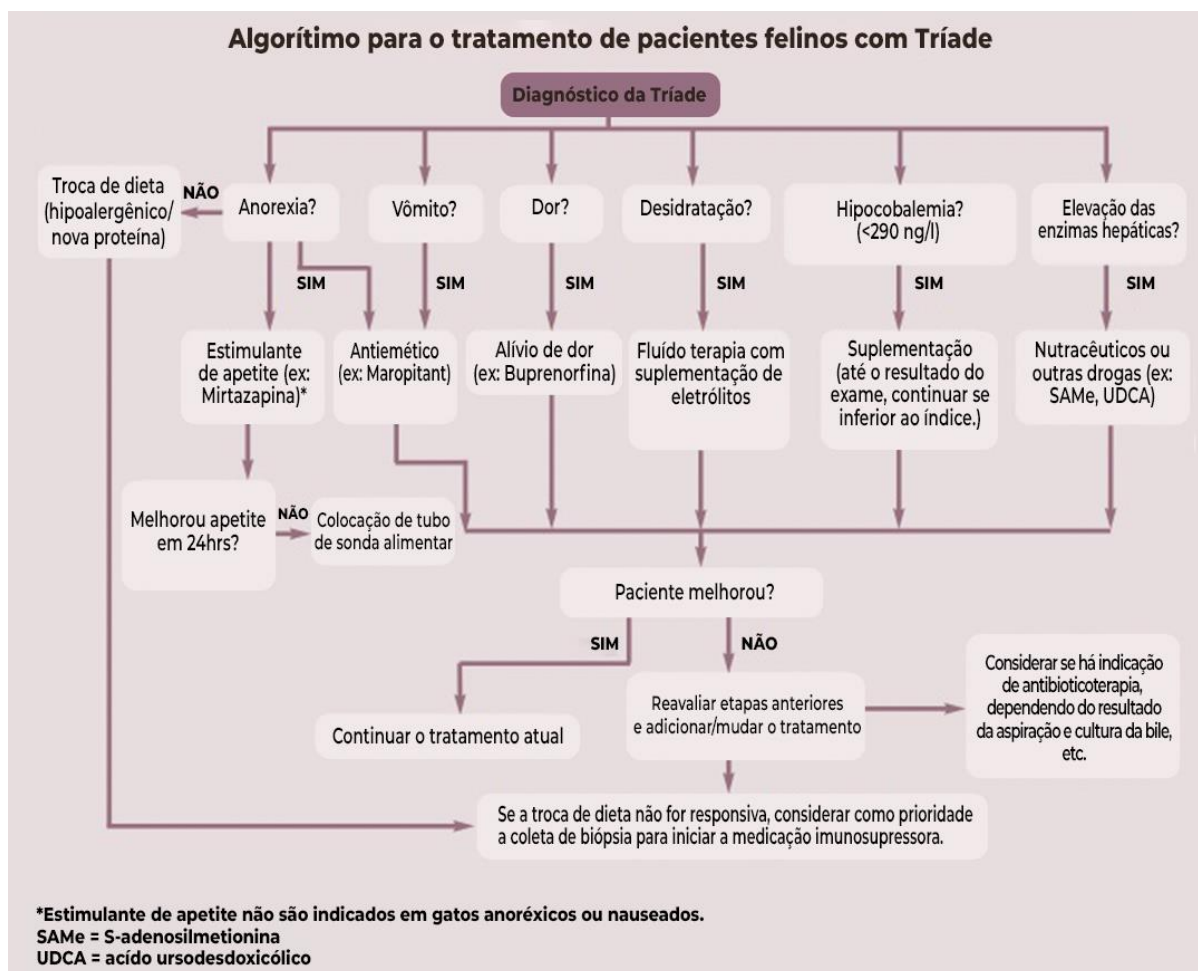 Algorítimo para o tratamento de pacientes felinos com Tríade
Diagnóstico da Tríade
Troca de dieta
(hipoalergênico/
nova proteína)
NÃO
Anorexia?
Vômito?
Dor?
Desidratação?
Hipocobalemia?
(<290 ng/l)
Elevação das
enzimas hepáticas?
SIM
SIM
SIM
SIM
SIM
SIM
Estimulante
de apetite (ex:
Mirtazapina)*
Antiemético
(ex: Maropitant)
Alívio de dor
(ex: Buprenorfina)
Fluído terapia com
suplementação de
eletrólitos
Suplementação
(até o resultado do
exame, continuar se
inferior ao índice.)
Nutracêuticos ou
outras drogas (ex:
SAMe, UDCA)
Melhorou apetite
em 24hrs?
NÃO
Colocação de tubo
de sonda alimentar
Paciente melhorou?
SIM
NÃO
Continuar o tratamento atual
Reavaliar etapas anteriores
e adicionar/mudar o tratamento
Considerar se há indicação
de antibioticoterapia,
dependendo do resultado
da aspiração e cultura da bile,
etc.
Se a troca de dieta não for responsiva, considerar como prioridade
a coleta de biópsia para iniciar a medicação imunosupressora.
*Estimulante de apetite não são indicados em gatos anoréxicos ou nauseados.
SAMe = S-adenosilmetionina
UDCA = acído ursodesdoxicólico